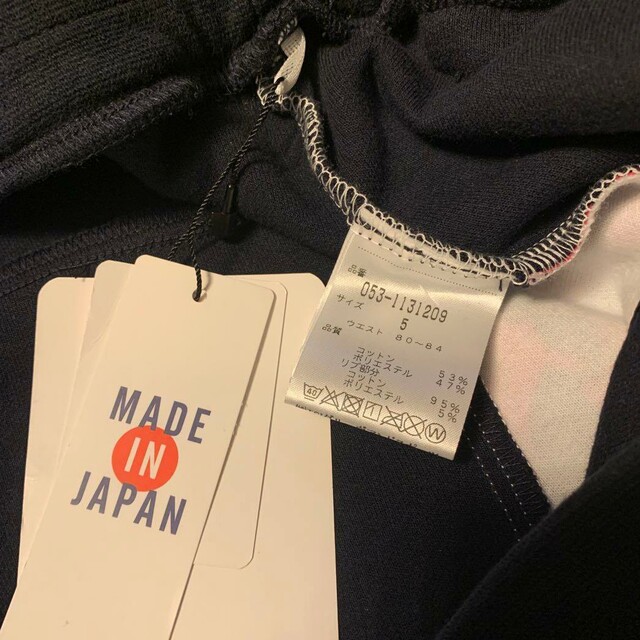 MADE
IN
JAPAN
品番
053-1131209
サイズ
5
ウエスト 80-84
品質
コットン 53%
ポリエステル 47%
リブ部分
コットン 95%
ポリエステル 5%
40
W